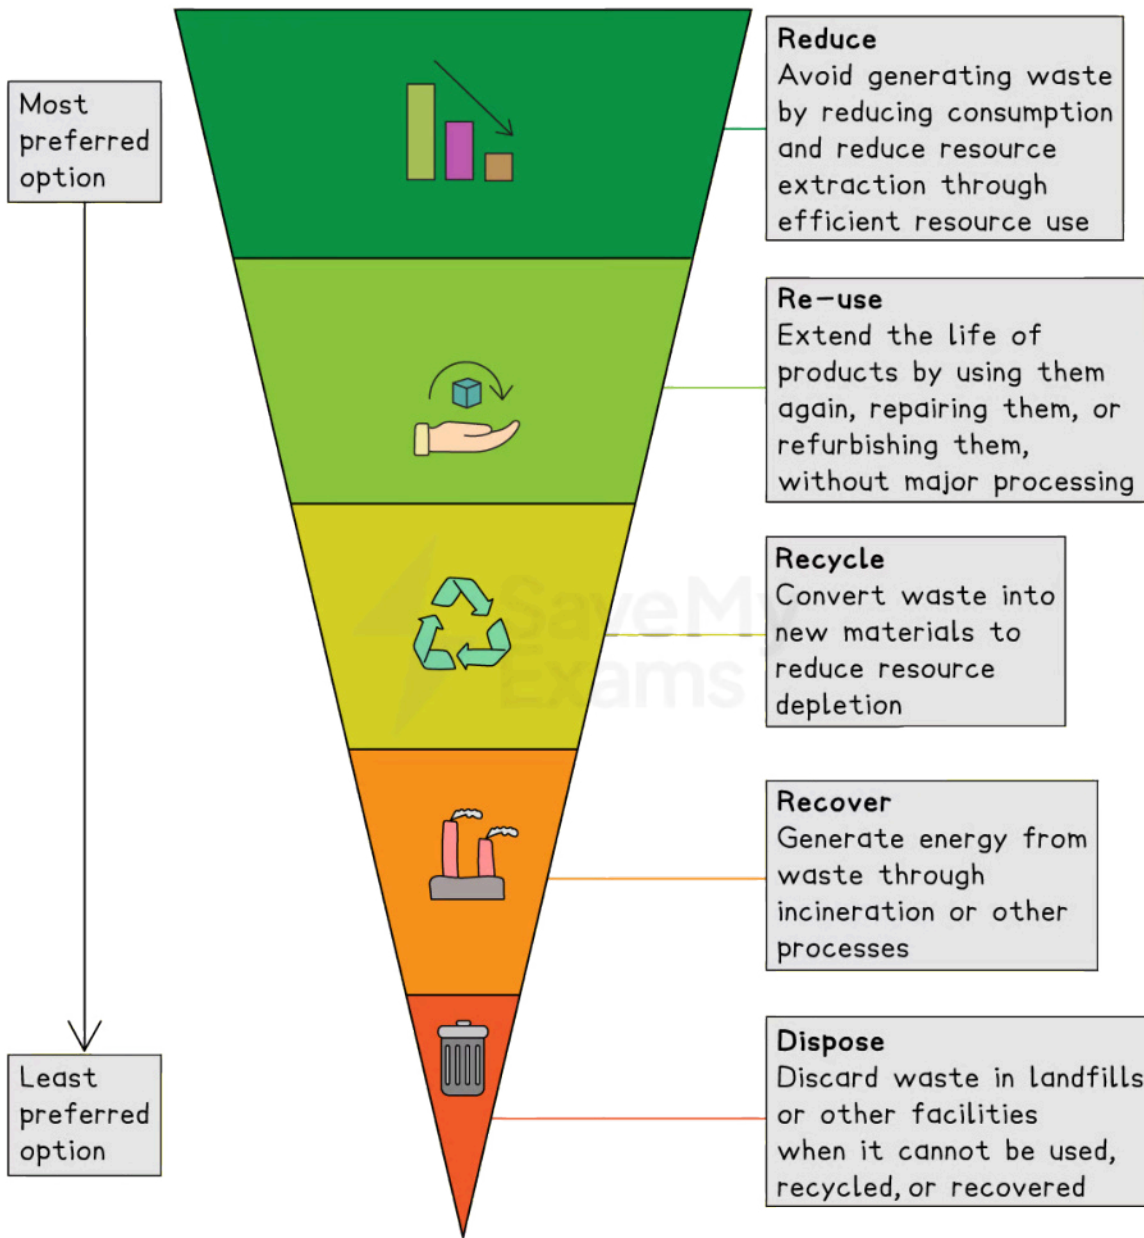 Most
preferred
option
Reduce
Avoid generating waste
by reducing consumption
and reduce resource
extraction through
efficient resource use
Re-use
Extend the life of
products by using them
again, repairing them, or
refurbishing them,
without major processing
Recycle
Convert waste into
new materials to
reduce resource
depletion
SaveMy
Exams
Recover
Generate energy from
waste through
incineration or other
processes
Least
preferred
option
Dispose
Discard waste in landfills
or other facilities
when it cannot be used,
recycled, or recovered